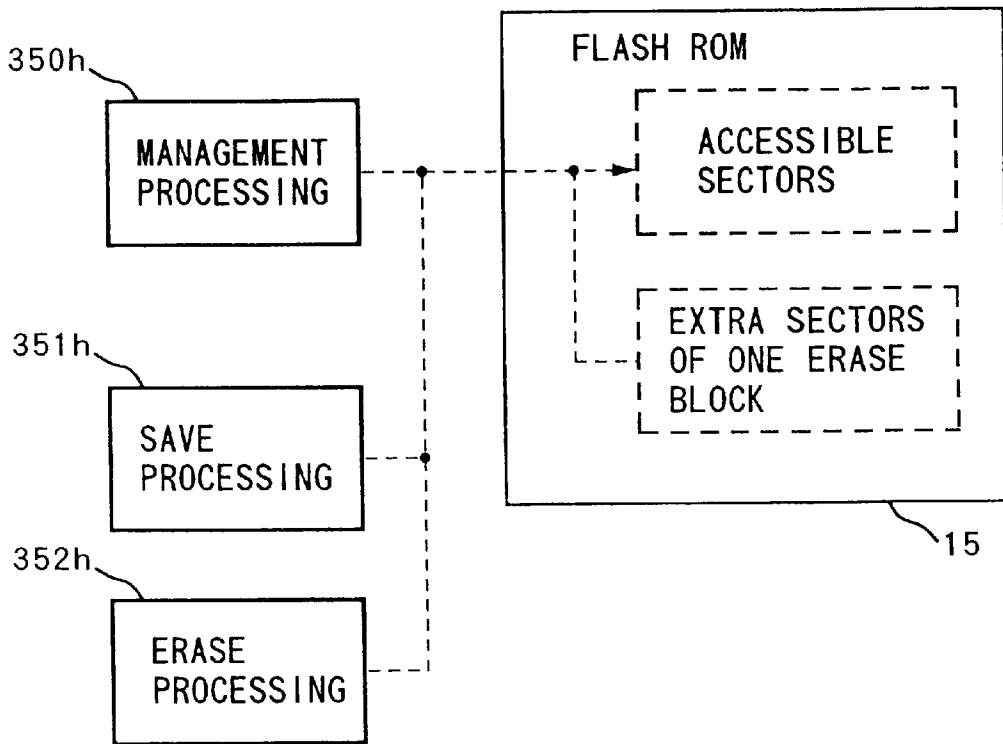 350h
MANAGEMENT
PROCESSING
351h
SAVE
PROCESSING
352h
ERASE
PROCESSING
FLASH ROM
ACCESSIBLE
SECTORS
EXTRA SECTORS
OF ONE ERASE
BLOCK
15